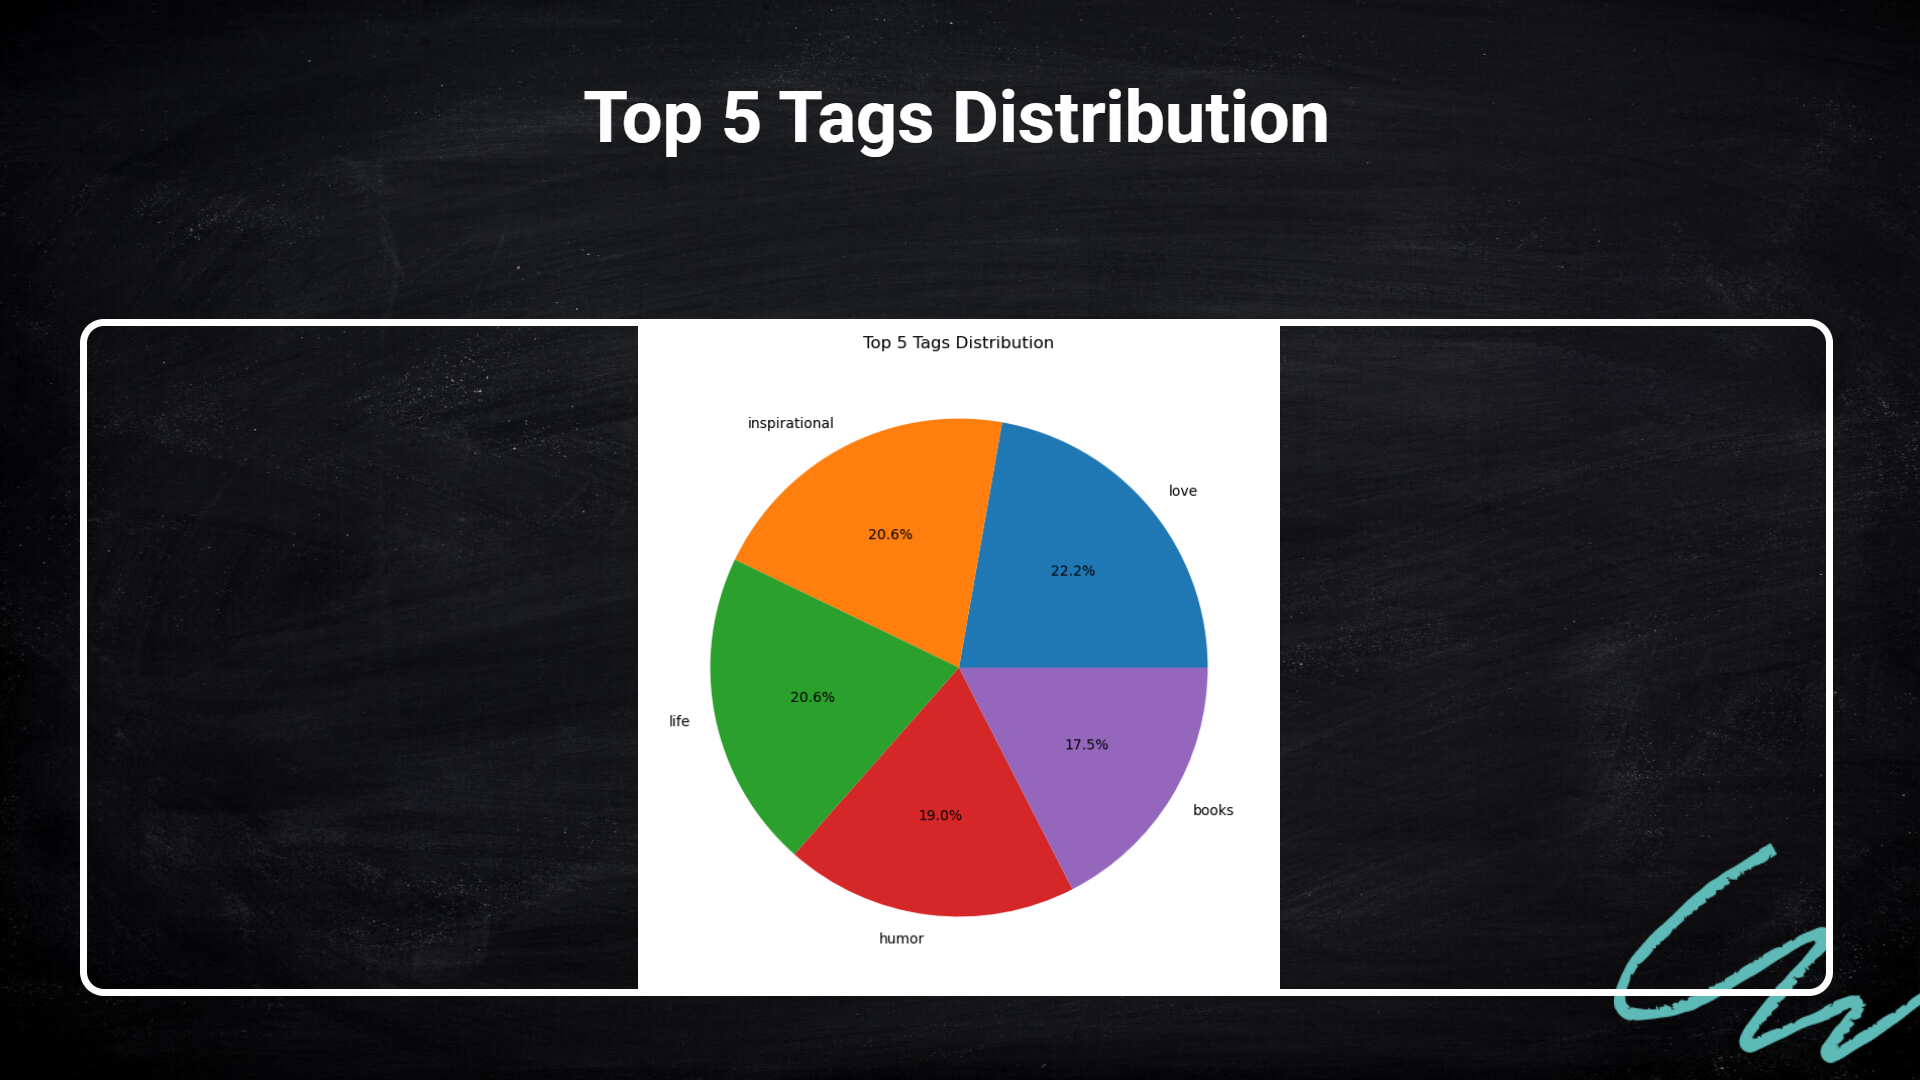 Top 5 Tags Distribution
Top 5 Tags Distribution
inspirational
love
20.6%
22.2%
20.6%
life
17.5%
books
19.0%
humor